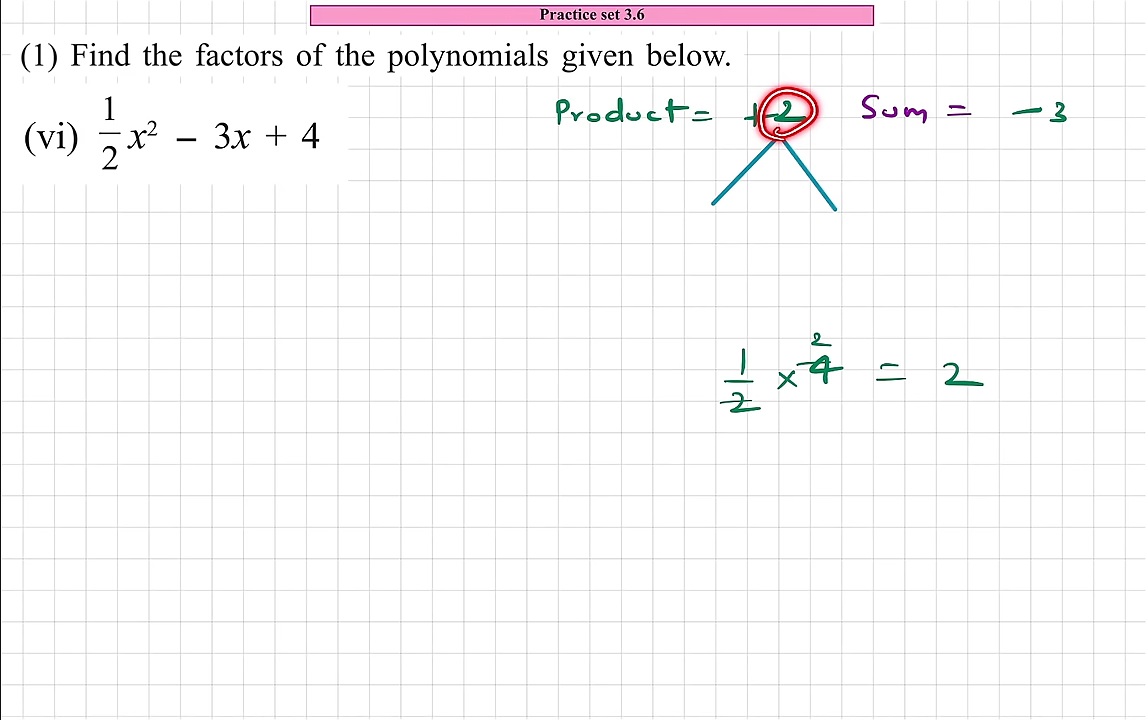 Practice set 3.6
(1) Find the factors of the polynomials given below.
Product = +2 Sum = -3
(vi) 1/2 x² - 3x + 4
1/2 × 4 2 = 2